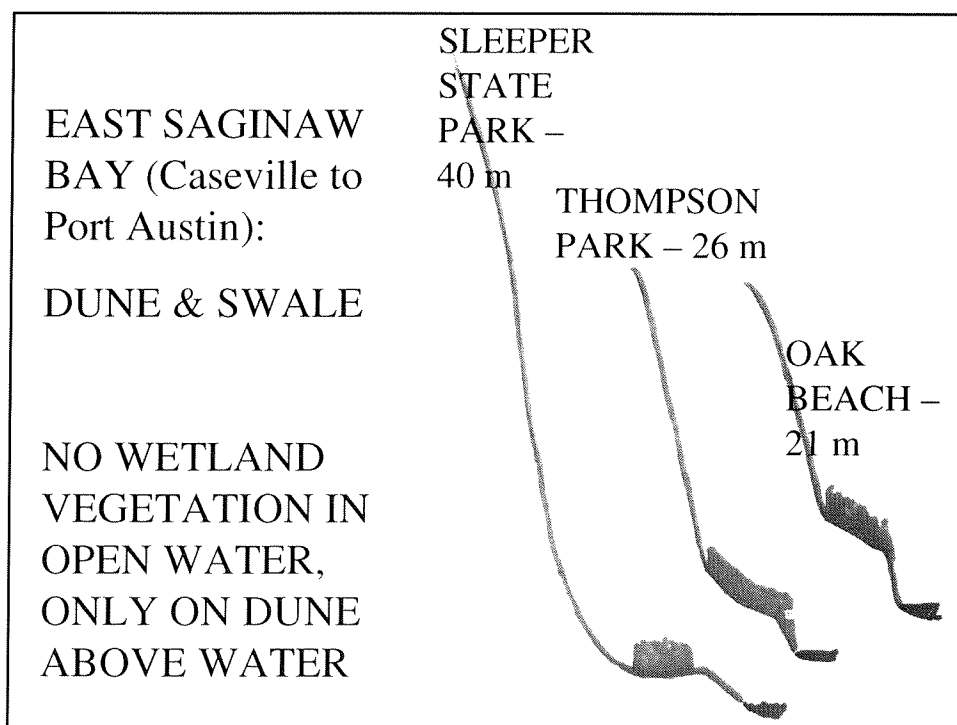 EAST SAGINAW
BAY (Caseville to
Port Austin):
DUNE & SWALE
NO WETLAND
VEGETATION IN
OPEN WATER,
ONLY ON DUNE
ABOVE WATER
SLEEPER
STATE
PARK –
40 m
THOMPSON
PARK – 26 m
OAK
BEACH –
21 m